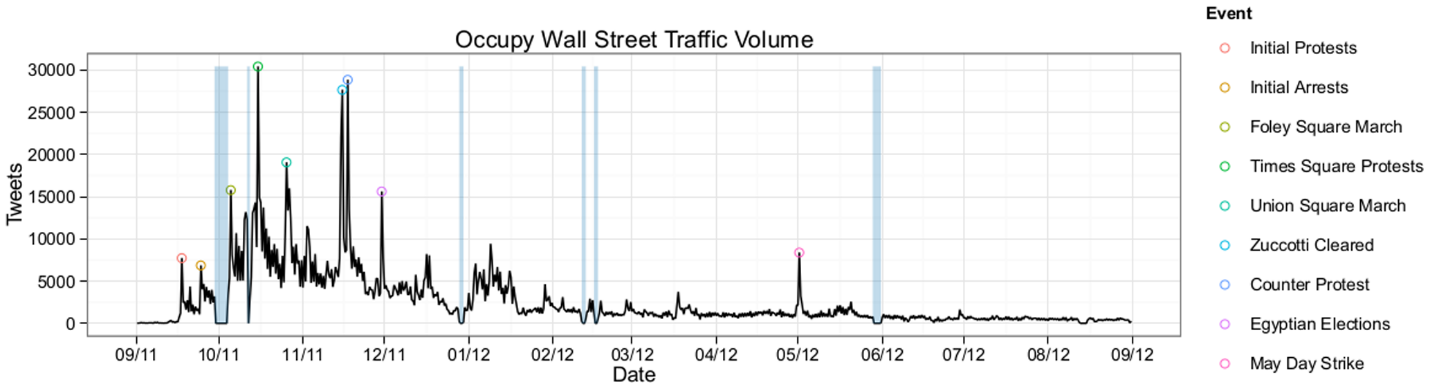 Occupy Wall Street Traffic Volume
Tweets
30000
25000
20000
15000
10000
5000
0
09/11 10/11 11/11 12/11 01/12 02/12 03/12 04/12 05/12 06/12 07/12 08/12 09/12
Date
Event
Initial Protests
Initial Arrests
Foley Square March
Times Square Protests
Union Square March
Zuccotti Cleared
Counter Protest
Egyptian Elections
May Day Strike